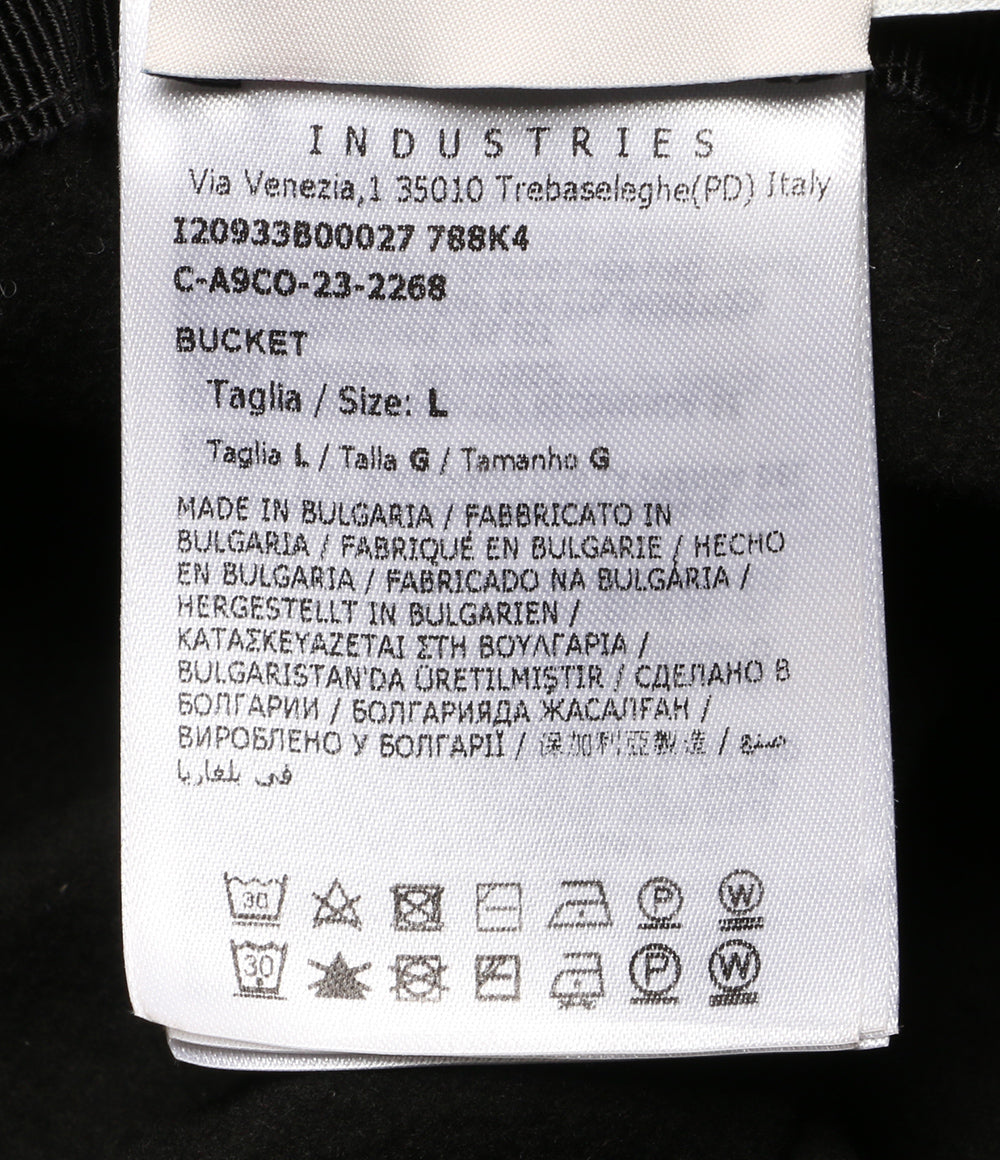 INDUSTRIES
Via Venezia,1 35010 Trebaseleghe(PD) Italy
I20933B00027 788K4
C-A9CO-23-2268
BUCKET
Taglia / Size: L
Taglia L / Talla G / Tamanho G
MADE IN BULGARIA / FABBRICATO IN
BULGARIA / FABRIQUÉ EN BULGARIE / HECHO
EN BULGARIA / FABRICADO NA BULGÁRIA /
HERGESTELLT IN BULGARIEN /
ΚΑΤΑΣΚΕΥΑΖΕΤΑΙ ΣΤΗ ΒΟΥΛΓΑΡΙΑ /
BULGARISTAN'DA ÜRETILMIŞTIR / СДЕЛАНО В
БОЛГАРИИ / БОЛГАРИЯДА ЖАСАЛҒАН /
ВИРОБЛЕНО У БОЛГАРІЇ / 保加利亞製造 / صنع
في بلغاريا
30 P W
30 P W